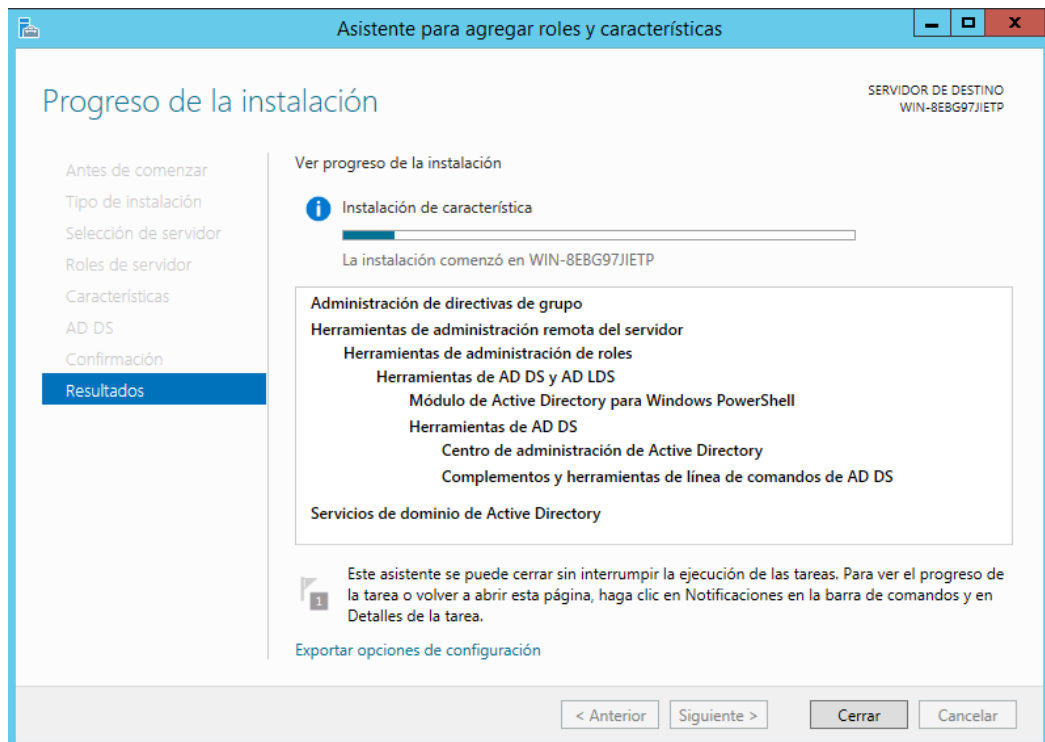 Asistente para agregar roles y características
Progreso de la instalación
SERVIDOR DE DESTINO
WIN-8EBG97JIETP
Antes de comenzar
Tipo de instalación
Selección de servidor
Roles de servidor
Características
AD DS
Confirmación
Resultados
Ver progreso de la instalación
Instalación de característica
La instalación comenzó en WIN-8EBG97JIETP
Administración de directivas de grupo
Herramientas de administración remota del servidor
Herramientas de administración de roles
Herramientas de AD DS y AD LDS
Módulo de Active Directory para Windows PowerShell
Herramientas de AD DS
Centro de administración de Active Directory
Complementos y herramientas de línea de comandos de AD DS
Servicios de dominio de Active Directory
1
Este asistente se puede cerrar sin interrumpir la ejecución de las tareas. Para ver el progreso de
la tarea o volver a abrir esta página, haga clic en Notificaciones en la barra de comandos y en
Detalles de la tarea.
Exportar opciones de configuración
< Anterior
Siguiente >
Cerrar
Cancelar